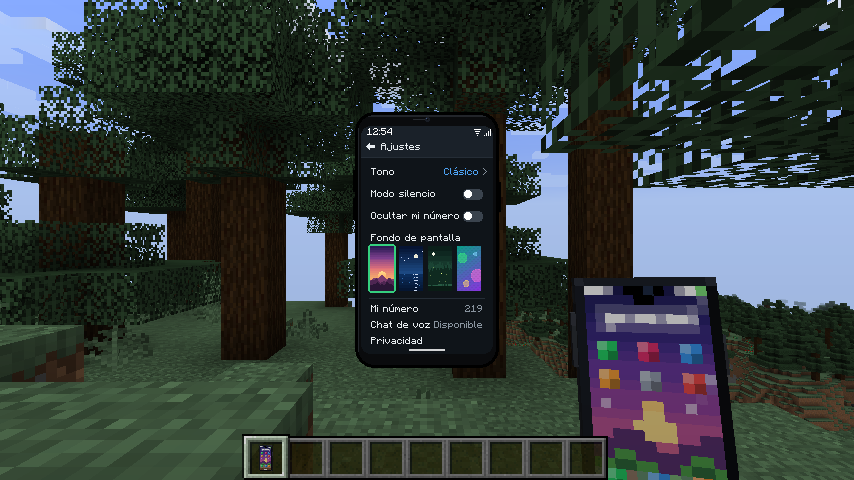 12:54
Ajustes
Tono Clásico
Modo silencio
Ocultar mi número
Fondo de pantalla
Mi número 219
Chat de voz Disponible
Privacidad